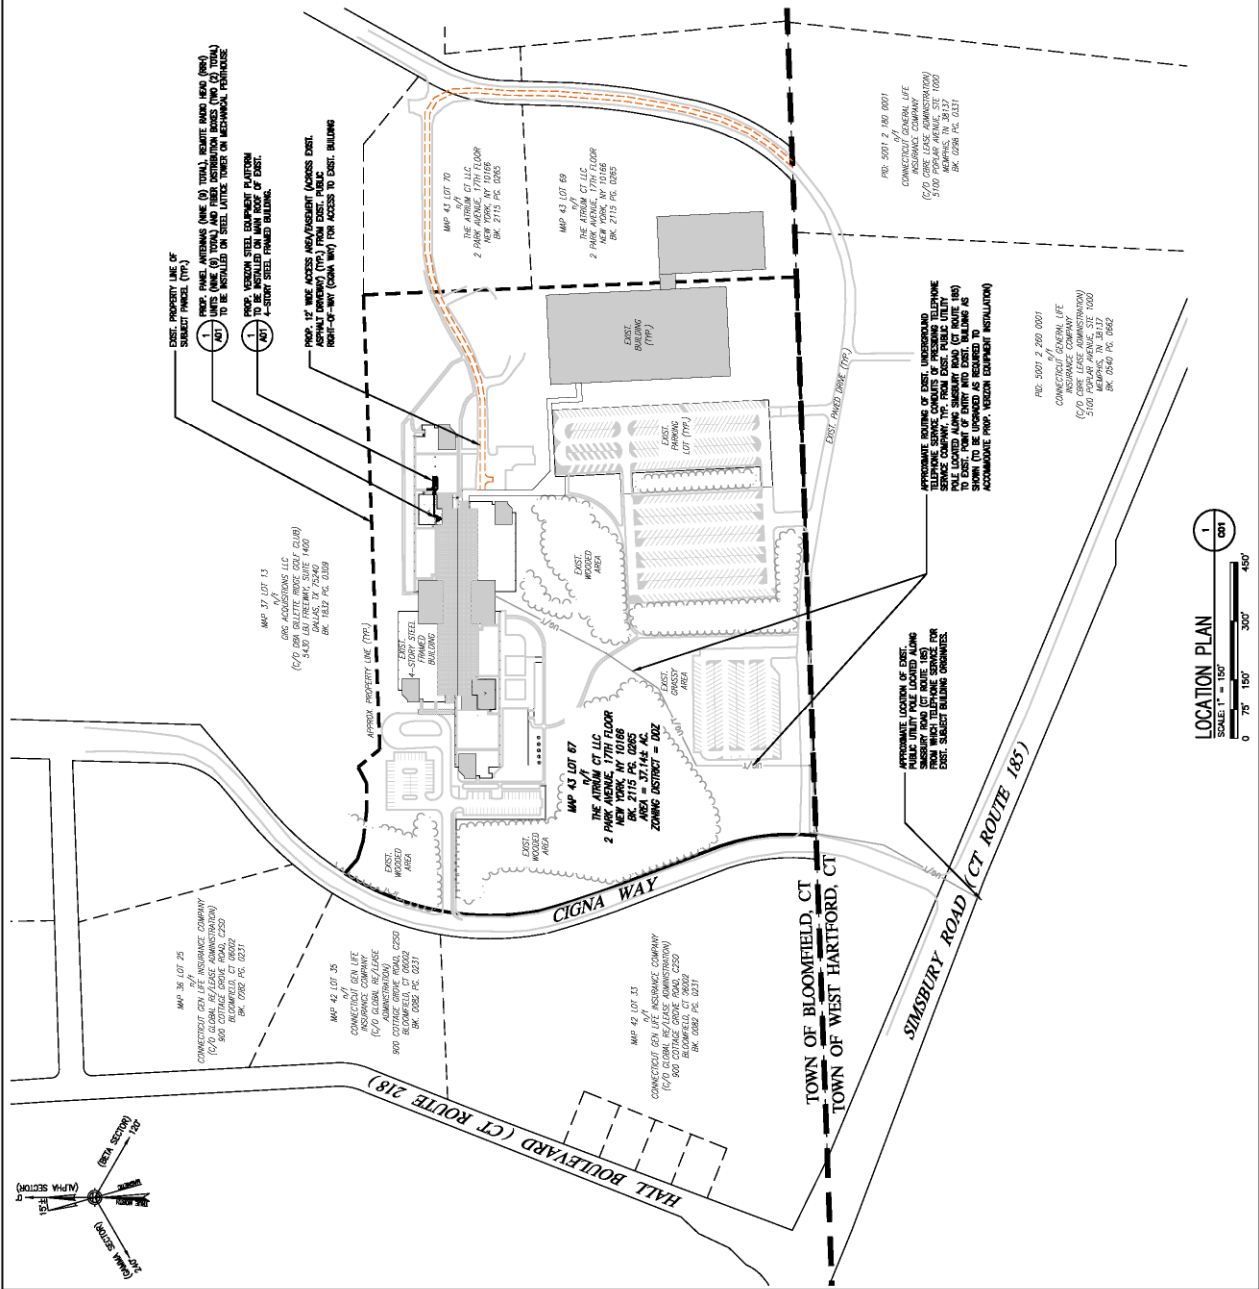 EXIST. PROPERTY LINE OF
SUBJECT PARCEL (TYP.)
1
A01
PROP. PANEL ANTENNAS (NINE (9) TOTAL), REMOTE RADIO HEAD (RRH)
UNITS (NINE (9) TOTAL) AND FIBER DISTRIBUTION BOXES (TWO (2) TOTAL)
TO BE INSTALLED ON STEEL LATTICE TOWER ON MECHANICAL PENTHOUSE
1
A01
PROP. VERIZON STEEL EQUIPMENT PLATFORM
TO BE INSTALLED ON MAIN ROOF OF EXIST.
4-STORY STEEL FRAMED BUILDING.
PROP. 12' WIDE ACCESS AREA/EASEMENT (ACROSS EXIST.
ASPHALT DRIVEWAY) (TYP.) FROM EXIST. PUBLIC
RIGHT-OF-WAY (CIGNA WAY) FOR ACCESS TO EXIST. BUILDING
MAP 43 LOT 70
n/f
THE ATRIUM CT LLC
2 PARK AVENUE, 17TH FLOOR
NEW YORK, NY 10166
BK. 2115 PG. 0265
MAP 43 LOT 69
n/f
THE ATRIUM CT LLC
2 PARK AVENUE, 17TH FLOOR
NEW YORK, NY 10166
BK. 2115 PG. 0265
PID: 5001 2 180 0001
n/f
CONNECTICUT GENERAL LIFE
INSURANCE COMPANY
(C/O CBRE LEASE ADMINISTRATION)
5100 POPLAR AVENUE, STE 1000
MEMPHIS, TN 38137
BK. 0298 PG. 0331
PID: 5001 2 260 0001
n/f
CONNECTICUT GENERAL LIFE
INSURANCE COMPANY
(C/O CBRE LEASE ADMINISTRATION)
5100 POPLAR AVENUE, STE 1000
MEMPHIS, TN 38137
BK. 0540 PG. 0662
EXIST.
BUILDING
(TYP.)
EXIST.
PARKING
LOT (TYP.)
EXIST. PAVED DRIVE (TYP.)
APPROXIMATE ROUTING OF EXIST. UNDERGROUND
TELEPHONE SERVICE CONDUITS OF PRESIDING TELEPHONE
SERVICE COMPANY, TYP. FROM EXIST. PUBLIC UTILITY
POLE LOCATED ALONG SIMSBURY ROAD (CT ROUTE 185)
TO EXIST. POINT OF ENTRY INTO EXIST. BUILDING AS
SHOWN (TO BE UPGRADED AS REQUIRED TO
ACCOMMODATE PROP. VERIZON EQUIPMENT INSTALLATION)
MAP 37 LOT 13
n/f
GRG ACQUISITIONS LLC
(C/O DBA GILLETTE RIDGE GOLF CLUB)
5430 LBJ FREEWAY, SUITE 1400
DALLAS, TX 75240
BK. 1832 PG. 0309
APPROX. PROPERTY LINE (TYP.)
EXIST.
4-STORY STEEL
FRAMED
BUILDING
EXIST.
WOODED
AREA
EXIST.
GRASSY
AREA
UG/T
UG/T
UG/T
MAP 43 LOT 67
n/f
THE ATRIUM CT LLC
2 PARK AVENUE, 17TH FLOOR
NEW YORK, NY 10166
BK. 2115 PG. 0265
AREA = 37.14± AC.
ZONING DISTRICT = DDZ
EXIST.
WOODED
AREA
EXIST.
WOODED
AREA
APPROXIMATE LOCATION OF EXIST.
PUBLIC UTILITY POLE LOCATED ALONG
SIMSBURY ROAD (CT ROUTE 185)
FROM WHICH TELEPHONE SERVICE FOR
EXIST. SUBJECT BUILDING ORIGINATES.
UG/T
CIGNA WAY
TOWN OF BLOOMFIELD, CT
TOWN OF WEST HARTFORD, CT
SIMSBURY ROAD (CT ROUTE 185)
MAP 36 LOT 25
n/f
CONNECTICUT GEN LIFE INSURANCE COMPANY
(C/O GLOBAL RE/LEASE ADMINISTRATION)
900 COTTAGE GROVE ROAD, C2SD
BLOOMFIELD, CT 06002
BK. 0082 PG. 0231
MAP 42 LOT 35
n/f
CONNECTICUT GEN LIFE
INSURANCE COMPANY
(C/O GLOBAL RE/LEASE
ADMINISTRATION)
900 COTTAGE GROVE ROAD, C2SD
BLOOMFIELD, CT 06002
BK. 0082 PG. 0231
MAP 42 LOT 33
n/f
CONNECTICUT GEN LIFE INSURANCE COMPANY
(C/O GLOBAL RE/LEASE ADMINISTRATION)
900 COTTAGE GROVE ROAD, C2SD
BLOOMFIELD, CT 06002
BK. 0082 PG. 0231
HALL BOULEVARD (CT ROUTE 218)
(ALPHA SECTOR)
0°
(BETA SECTOR)
120°
(GAMMA SECTOR)
240°
LOCATION PLAN
SCALE: 1" = 150'
1
C01
0 75' 150' 300' 450'